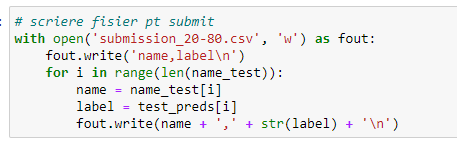 # scriere fisier pt submit
with open('submission_20-80.csv', 'w') as fout:
    fout.write('name,label\n')
    for i in range(len(name_test)):
        name = name_test[i]
        label = test_preds[i]
        fout.write(name + ',' + str(label) + '\n')